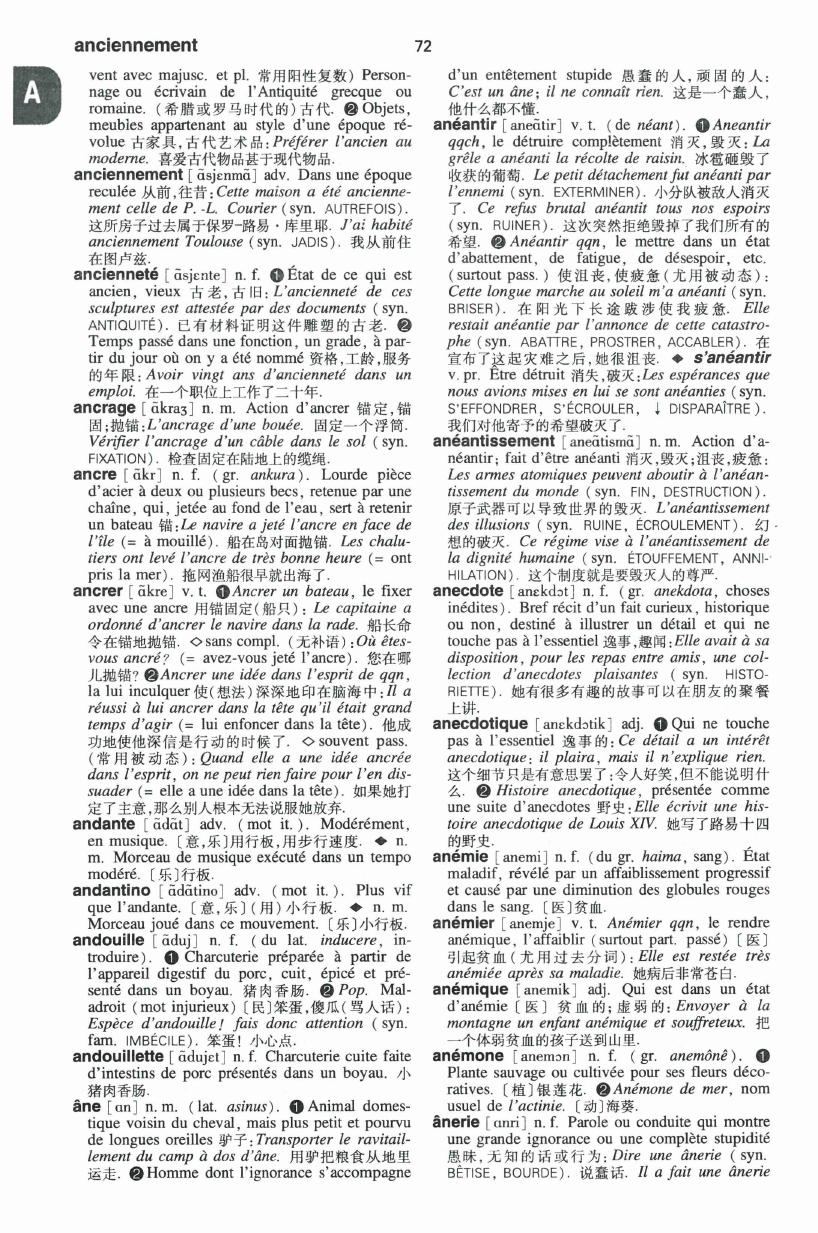 anciennement 72
A
vent avec majusc. et pl. 常用阳性复数) Person-
nage ou écrivain de l'Antiquité grecque ou
romaine. (希腊或罗马时代的)古代. ❷ Objets,
meubles appartenant au style d'une époque ré-
volue 古家具,古代艺术品: Préférer l'ancien au
moderne. 喜爱古代物品甚于现代物品.
anciennement [ɑ̃sjɛnmɑ̃] adv. Dans une époque
reculée 从前,往昔: Cette maison a été ancienne-
ment celle de P. -L. Courier (syn. AUTREFOIS).
这所房子过去属于保罗–路易·库里耶. J'ai habité
anciennement Toulouse (syn. JADIS). 我从前住
在图卢兹.
ancienneté [ɑ̃sjɛnte] n. f. ❶ État de ce qui est
ancien, vieux 古老,古旧: L'ancienneté de ces
sculptures est attestée par des documents (syn.
ANTIQUITÉ). 已有材料证明这件雕塑的古老. ❷
Temps passé dans une fonction, un grade, à par-
tir du jour où on y a été nommé 资格,工龄,服务
的年限: Avoir vingt ans d'ancienneté dans un
emploi. 在一个职位上工作了二十年.
ancrage [ɑ̃kraʒ] n. m. Action d'ancrer 锚定,锚
固;抛锚: L'ancrage d'une bouée. 固定一个浮筒.
Vérifier l'ancrage d'un câble dans le sol (syn.
FIXATION). 检查固定在陆地上的缆绳.
ancre [ɑ̃kr] n. f. (gr. ankura). Lourde pièce
d'acier à deux ou plusieurs becs, retenue par une
chaîne, qui, jetée au fond de l'eau, sert à retenir
un bateau 锚: Le navire a jeté l'ancre en face de
l'île (= à mouillé). 船在岛对面抛锚. Les chalu-
tiers ont levé l'ancre de très bonne heure (= ont
pris la mer). 拖网渔船很早就出海了.
ancrer [ɑ̃kre] v. t. ❶ Ancrer un bateau, le fixer
avec une ancre 用锚固定(船只): Le capitaine a
ordonné d'ancrer le navire dans la rade. 船长命
令在锚地抛锚. ◇ sans compl. (无补语): Où êtes-
vous ancré? (= avez-vous jeté l'ancre). 您在哪
儿抛锚? ❷ Ancrer une idée dans l'esprit de qqn,
la lui inculquer 使(想法)深深地印在脑海中: Il a
réussi à lui ancrer dans la tête qu'il était grand
temps d'agir (= lui enfoncer dans la tête). 他成
功地使他深信是行动的时候了. ◇ souvent pass.
(常用被动态): Quand elle a une idée ancrée
dans l'esprit, on ne peut rien faire pour l'en dis-
suader (= elle a une idée dans la tête). 如果她打
定了主意,那么别人根本无法说服她放弃.
andante [ɑ̃dɑ̃t] adv. (mot it.). Modérément,
en musique. 〔意,乐〕用行板,用步行速度. ◆ n.
m. Morceau de musique exécuté dans un tempo
modéré. 〔乐〕行板.
andantino [ɑ̃dɑ̃tino] adv. (mot it.). Plus vif
que l'andante. 〔意,乐〕(用)小行板. ◆ n. m.
Morceau joué dans ce mouvement. 〔乐〕小行板.
andouille [ɑ̃duj] n. f. (du lat. inducere, in-
troduire). ❶ Charcuterie préparée à partir de
l'appareil digestif du porc, cuit, épicé et pré-
senté dans un boyau. 猪肉香肠. ❷ Pop. Mal-
adroit (mot injurieux) 〔民〕笨蛋,傻瓜(骂人话):
Espèce d'andouille! fais donc attention (syn.
fam. IMBÉCILE). 笨蛋! 小心点.
andouillette [ɑ̃dujɛt] n. f. Charcuterie cuite faite
d'intestins de porc présentés dans un boyau. 小
猪肉香肠.
âne [ɑn] n. m. (lat. asinus). ❶ Animal domes-
tique voisin du cheval, mais plus petit et pourvu
de longues oreilles 驴子: Transporter le ravitail-
lement du camp à dos d'âne. 用驴把粮食从地里
运走. ❷ Homme dont l'ignorance s'accompagne
d'un entêtement stupide 愚蠢的人,顽固的人:
C'est un âne; il ne connaît rien. 这是一个蠢人,
他什么都不懂.
anéantir [aneɑ̃tir] v. t. (de néant). ❶ Aneantir
qqch, le détruire complètement 消灭,毁灭: La
grêle a anéanti la récolte de raisin. 冰雹砸毁了
收获的葡萄. Le petit détachement fut anéanti par
l'ennemi (syn. EXTERMINER). 小分队被敌人消灭
了. Ce refus brutal anéantit tous nos espoirs
(syn. RUINER). 这次突然拒绝毁掉了我们所有的
希望. ❷ Anéantir qqn, le mettre dans un état
d'abattement, de fatigue, de désespoir, etc.
(surtout pass.) 使沮丧,使疲惫(尤用被动态):
Cette longue marche au soleil m'a anéanti (syn.
BRISER). 在阳光下长途跋涉使我疲惫. Elle
restait anéantie par l'annonce de cette catastro-
phe (syn. ABATTRE, PROSTRER, ACCABLER). 在
宣布了这起灾难之后,她很沮丧. ◆ s'anéantir
v. pr. Être détruit 消失,破灭: Les espérances que
nous avions mises en lui se sont anéanties (syn.
S'EFFONDRER, S'ÉCROULER, ↓ DISPARAÎTRE).
我们对他寄予的希望破灭了.
anéantissement [aneɑ̃tismɑ̃] n. m. Action d'a-
néantir; fait d'être anéanti 消灭,毁灭;沮丧,疲惫:
Les armes atomiques peuvent aboutir à l'anéan-
tissement du monde (syn. FIN, DESTRUCTION).
原子武器可以导致世界的毁灭. L'anéantissement
des illusions (syn. RUINE, ÉCROULEMENT). 幻
想的破灭. Ce régime vise à l'anéantissement de
la dignité humaine (syn. ÉTOUFFEMENT, ANNI-
HILATION). 这个制度就是要毁灭人的尊严.
anecdote [anɛkdɔt] n. f. (gr. anekdota, choses
inédites). Bref récit d'un fait curieux, historique
ou non, destiné à illustrer un détail et qui ne
touche pas à l'essentiel 逸事,趣闻: Elle avait à sa
disposition, pour les repas entre amis, une col-
lection d'anecdotes plaisantes (syn. HISTO-
RIETTE). 她有很多有趣的故事可以在朋友的聚餐
上讲.
anecdotique [anɛkdɔtik] adj. ❶ Qui ne touche
pas à l'essentiel 逸事的: Ce détail a un intérêt
anecdotique: il plaira, mais il n'explique rien.
这个细节只是有意思罢了:令人好笑,但不能说明什
么. ❷ Histoire anecdotique, présentée comme
une suite d'anecdotes 野史: Elle écrivit une his-
toire anecdotique de Louis XIV. 她写了路易十四
的野史.
anémie [anemi] n. f. (du gr. haima, sang). État
maladif, révélé par un affaiblissement progressif
et causé par une diminution des globules rouges
dans le sang. 〔医〕贫血.
anémier [anemje] v. t. Anémier qqn, le rendre
anémique, l'affaiblir (surtout part. passé) 〔医〕
引起贫血(尤用过去分词): Elle est restée très
anémiée après sa maladie. 她病后非常苍白.
anémique [anemik] adj. Qui est dans un état
d'anémie 〔医〕贫血的;虚弱的: Envoyer à la
montagne un enfant anémique et souffreteux. 把
一个体弱贫血的孩子送到山里.
anémone [anemɔn] n. f. (gr. anemônê). ❶
Plante sauvage ou cultivée pour ses fleurs déco-
ratives. 〔植〕银莲花. ❷ Anémone de mer, nom
usuel de l'actinie. 〔动〕海葵.
ânerie [ɑnri] n. f. Parole ou conduite qui montre
une grande ignorance ou une complète stupidité
愚昧,无知的话或行为: Dire une ânerie (syn.
BÊTISE, BOURDE). 说蠢话. Il a fait une ânerie